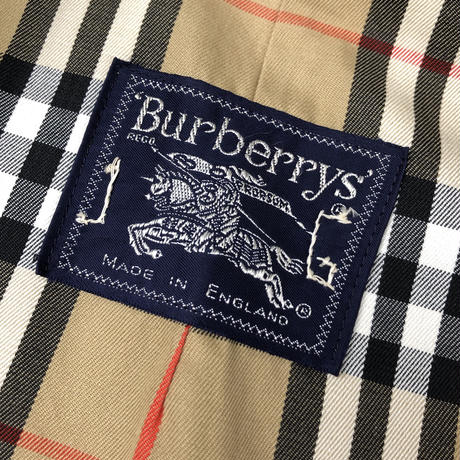 'Burberrys'
REGD.
PRORSUM
®
MADE IN ENGLAND